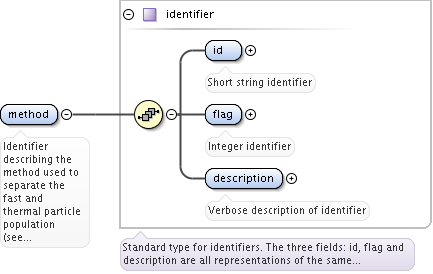 identifier
id
Short string identifier
method
flag
Identifier
describing the
method used to
separate the
fast and
thermal particle
population
(see...
Integer identifier
description
Verbose description of identifier
Standard type for identifiers. The three fields: id, flag and
description are all representations of the same...